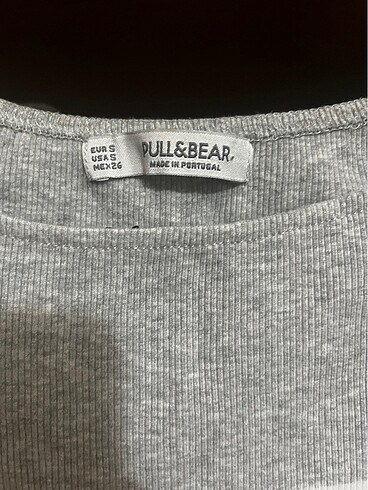 EUR S
USA S
MEX 26
PULL&BEAR
MADE IN PORTUGAL